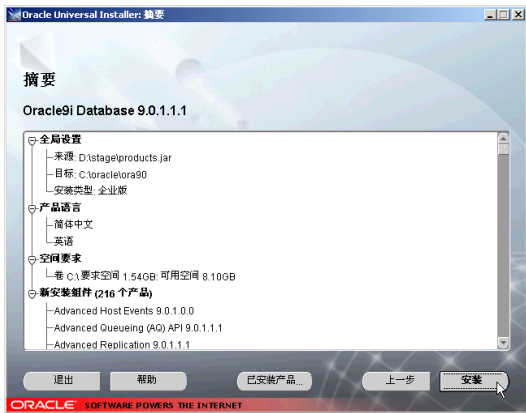 Oracle Universal Installer: 摘要
摘要
Oracle9i Database 9.0.1.1.1
全局设置
来源: D:\stage\products.jar
目标: C:\oracle\ora90
安装类型: 企业版
产品语言
简体中文
英语
空间要求
卷 C:\ 要求空间 1.54GB: 可用空间 8.10GB
新安装组件 (216 个产品)
Advanced Host Events 9.0.1.0.0
Advanced Queueing (AQ) API 9.0.1.1.1
Advanced Replication 9.0.1.1.1
退出 帮助 已安装产品... 上一步 安装
ORACLE SOFTWARE POWERS THE INTERNET